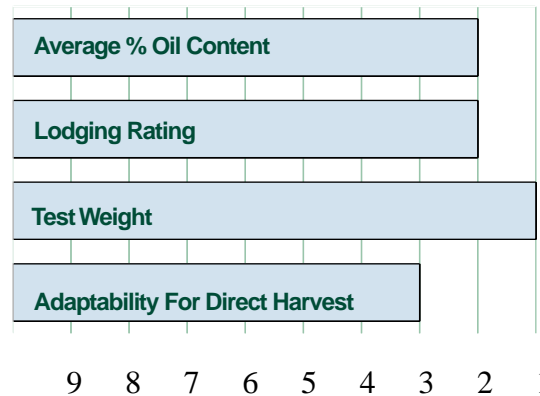 Average % Oil Content
Lodging Rating
Test Weight
Adaptability For Direct Harvest
9 8 7 6 5 4 3 2